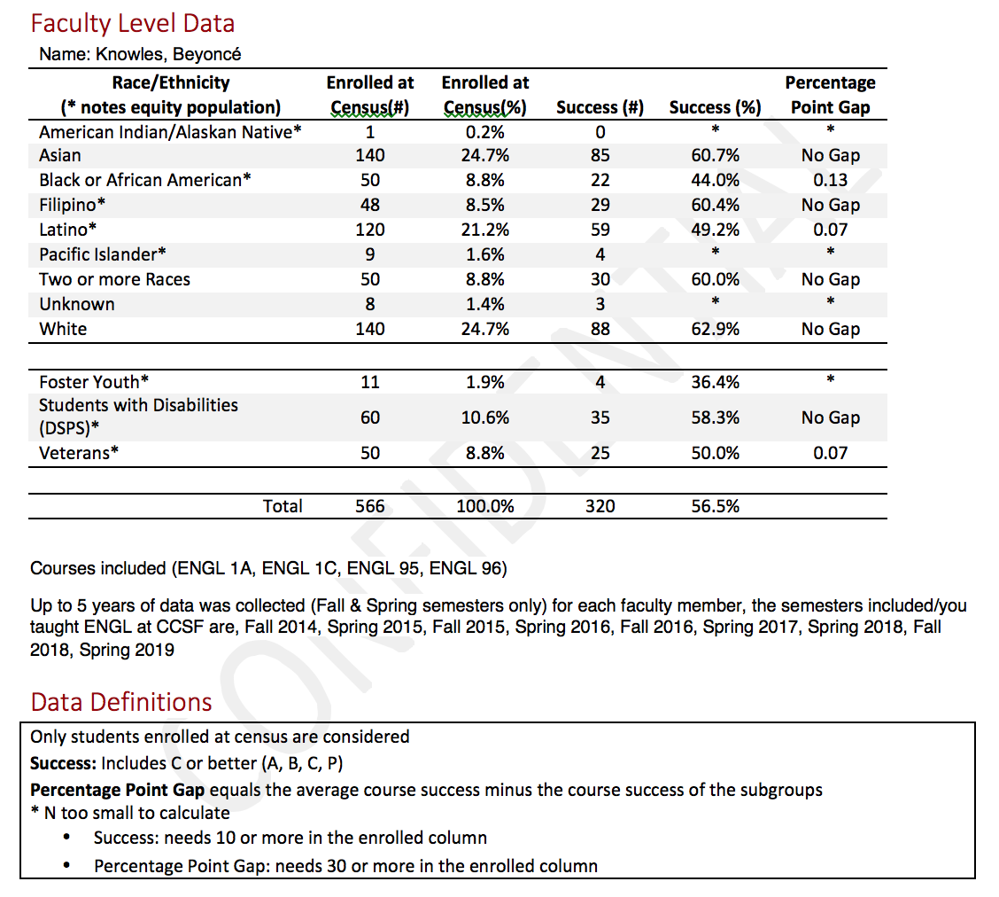 Faculty Level Data
Name: Knowles, Beyoncé
Race/Ethnicity Enrolled at Enrolled at Percentage
(* notes equity population) Census(#) Census(%) Success (#) Success (%) Point Gap
American Indian/Alaskan Native* 1 0.2% 0 * *
Asian 140 24.7% 85 60.7% No Gap
Black or African American* 50 8.8% 22 44.0% 0.13
Filipino* 48 8.5% 29 60.4% No Gap
Latino* 120 21.2% 59 49.2% 0.07
Pacific Islander* 9 1.6% 4 * *
Two or more Races 50 8.8% 30 60.0% No Gap
Unknown 8 1.4% 3 * *
White 140 24.7% 88 62.9% No Gap
Foster Youth* 11 1.9% 4 36.4% *
Students with Disabilities
(DSPS)* 60 10.6% 35 58.3% No Gap
Veterans* 50 8.8% 25 50.0% 0.07
Total 566 100.0% 320 56.5%
Courses included (ENGL 1A, ENGL 1C, ENGL 95, ENGL 96)
Up to 5 years of data was collected (Fall & Spring semesters only) for each faculty member, the semesters included/you
taught ENGL at CCSF are, Fall 2014, Spring 2015, Fall 2015, Spring 2016, Fall 2016, Spring 2017, Spring 2018, Fall
2018, Spring 2019
Data Definitions
Only students enrolled at census are considered
Success: Includes C or better (A, B, C, P)
Percentage Point Gap equals the average course success minus the course success of the subgroups
* N too small to calculate
• Success: needs 10 or more in the enrolled column
• Percentage Point Gap: needs 30 or more in the enrolled column
CONFIDENTIAL